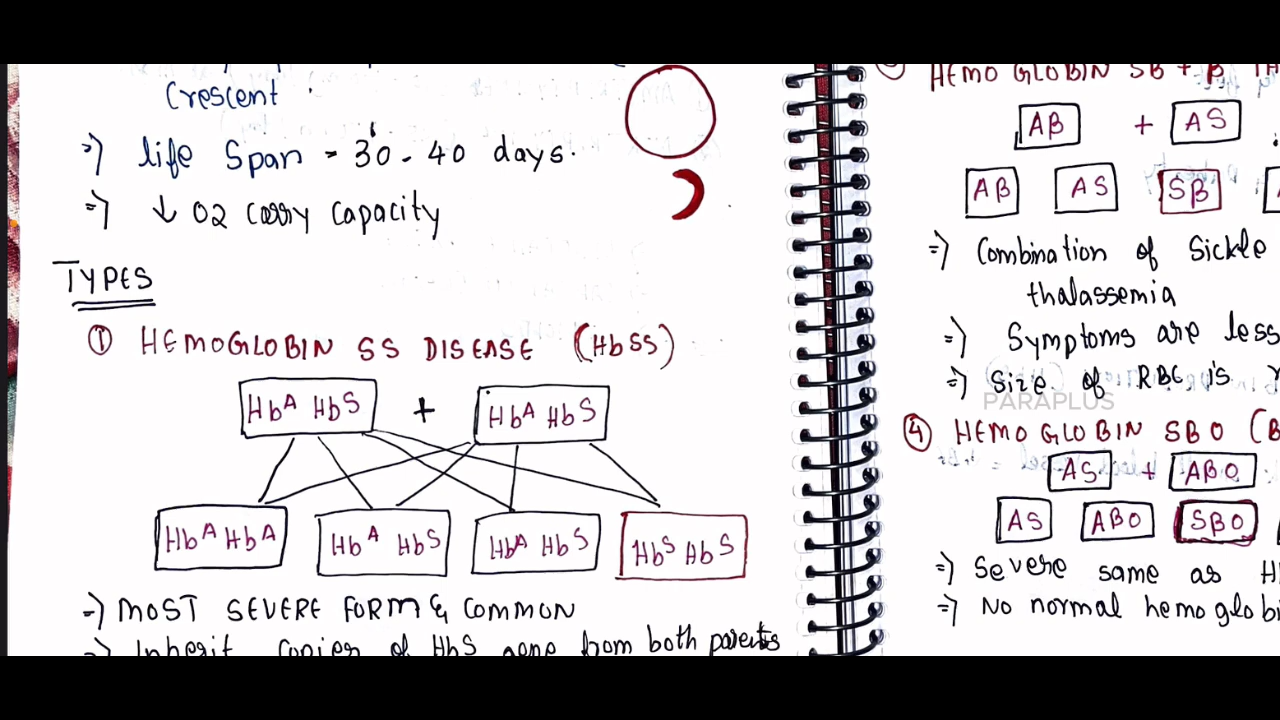 Crescent
=) life Span - 30 - 40 days.
=) ↓ O2 Carry Capacity
TYPES
① HEMOGLOBIN SS DISEASE (HbSS)
HbA HbS + HbA HbS
HbA HbA HbA HbS HbA HbS HbS HbS
=) MOST SEVERE FORM & COMMON
=) Inherit copies of HbS gene from both parents
HEMOGLOBIN SB + B TH
AB + AS
AB AS SB
=) Combination of Sickle
thalassemia
=) Symptoms are less
=) Size of RBC is
PARAPLUS
④ HEMOGLOBIN SBO (B
AS + ABO
AS ABO SBO
=) Severe same as H
=) No normal hemoglobi